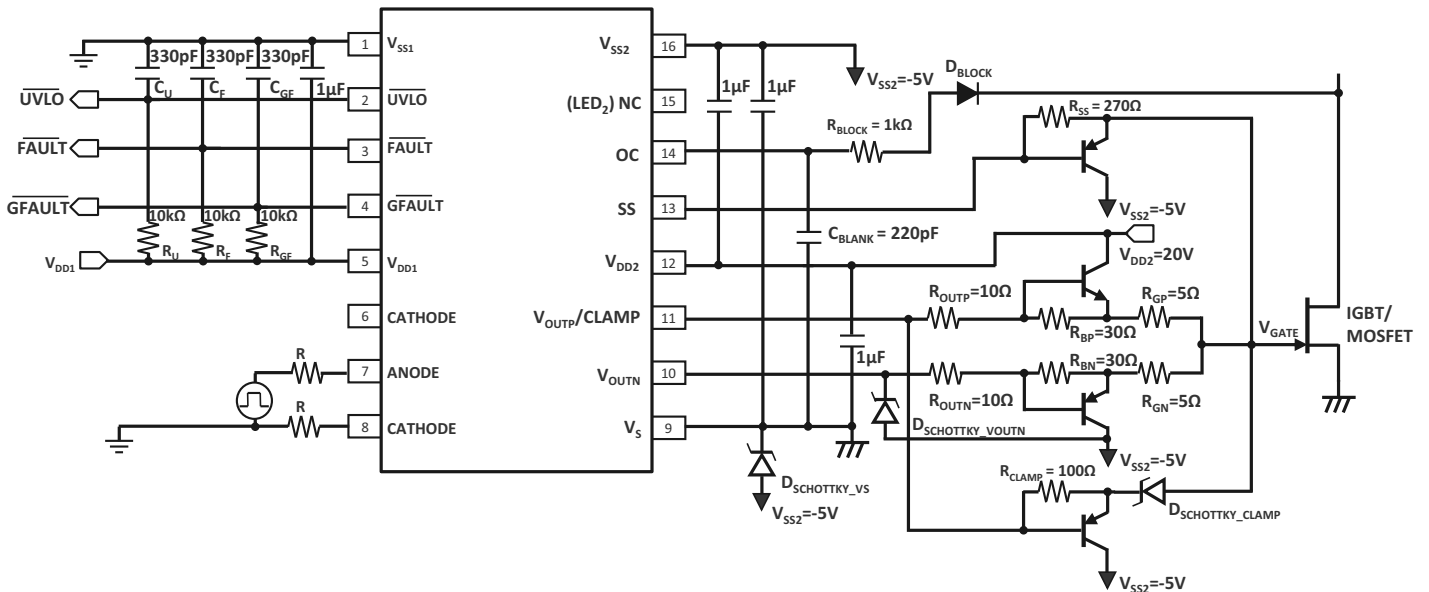 330pF 330pF 330pF
C_U C_F C_GF 1µF
UVLO
FAULT
GFAULT
10kΩ 10kΩ 10kΩ
R_U R_F R_GF
V_DD1
R
R
1 V_SS1
2 UVLO
3 FAULT
4 GFAULT
5 V_DD1
6 CATHODE
7 ANODE
8 CATHODE
V_SS2 16
(LED_2) NC 15
OC 14
SS 13
V_DD2 12
V_OUTP/CLAMP 11
V_OUTN 10
V_S 9
1µF 1µF
V_SS2=-5V
D_BLOCK
R_BLOCK = 1kΩ
R_SS = 270Ω
V_SS2=-5V
C_BLANK = 220pF
V_DD2=20V
R_OUTP=10Ω
R_BP=30Ω
R_GP=5Ω
1µF
V_GATE
IGBT/
MOSFET
R_BN=30Ω
R_OUTN=10Ω
R_GN=5Ω
D_SCHOTTKY_VOUTN
V_SS2=-5V
D_SCHOTTKY_VS
V_SS2=-5V
R_CLAMP = 100Ω
D_SCHOTTKY_CLAMP
V_SS2=-5V